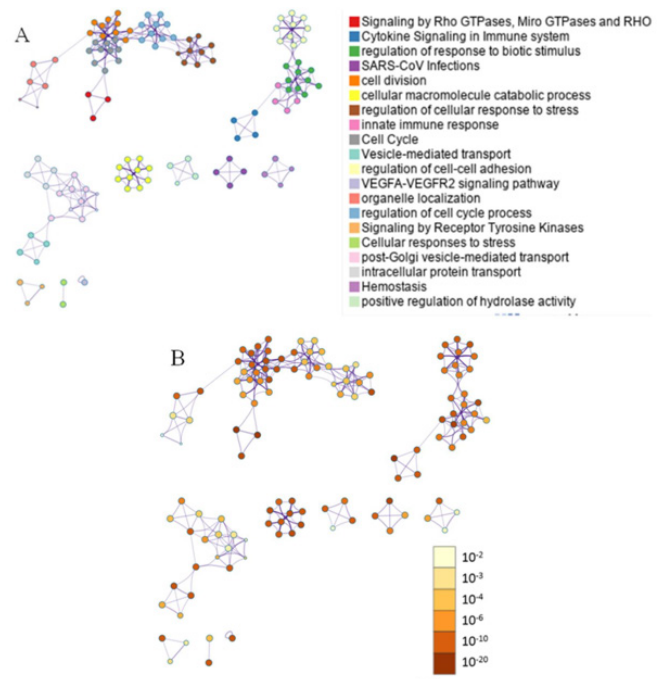 A
Signaling by Rho GTPases, Miro GTPases and RHO
Cytokine Signaling in Immune system
regulation of response to biotic stimulus
SARS-CoV Infections
cell division
cellular macromolecule catabolic process
regulation of cellular response to stress
innate immune response
Cell Cycle
Vesicle-mediated transport
regulation of cell-cell adhesion
VEGFA-VEGFR2 signaling pathway
organelle localization
regulation of cell cycle process
Signaling by Receptor Tyrosine Kinases
Cellular responses to stress
post-Golgi vesicle-mediated transport
intracellular protein transport
Hemostasis
positive regulation of hydrolase activity
B
10⁻²
10⁻³
10⁻⁴
10⁻⁶
10⁻¹⁰
10⁻²⁰